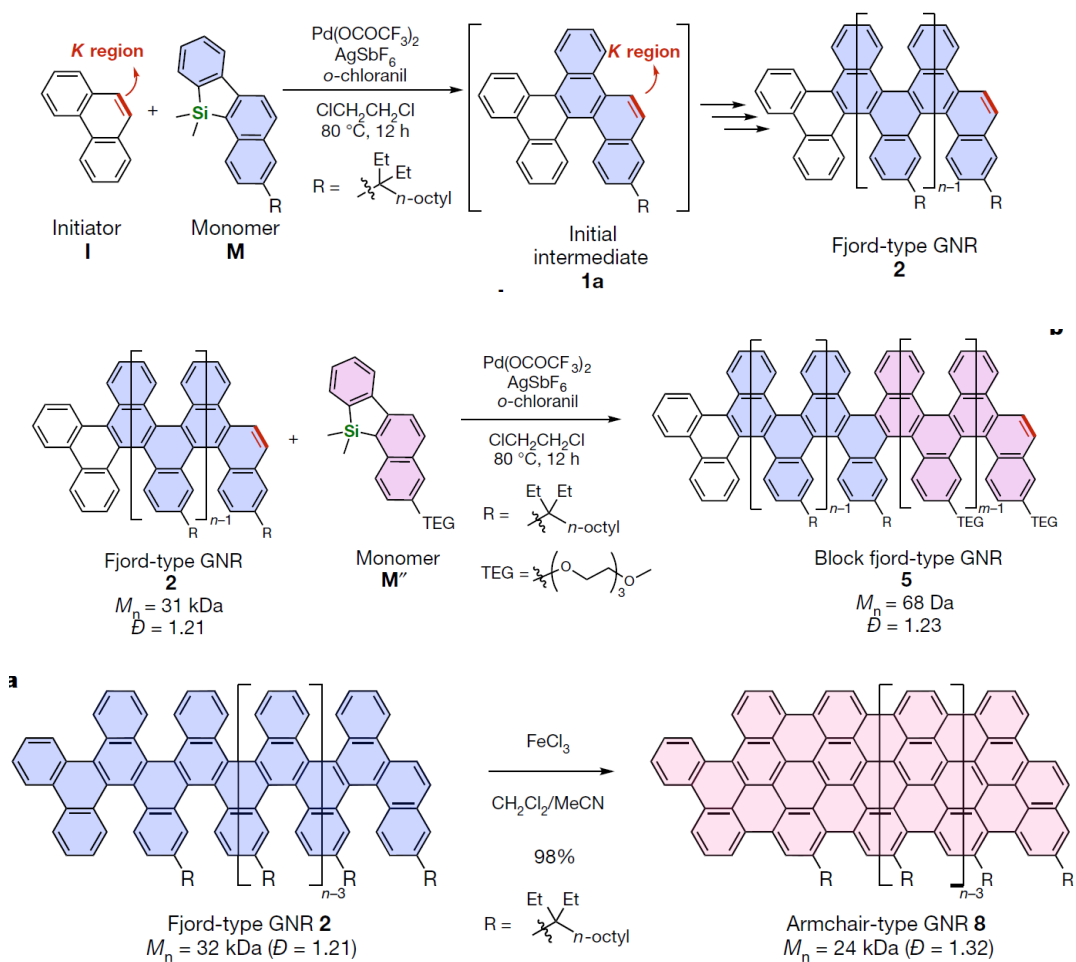 K region
Pd(OCOCF3)2
AgSbF6
o-chloranil
ClCH2CH2Cl
80 °C, 12 h
R =
Et
Et
n-octyl
+
Si
R
K region
R
n–1
R
R
Initiator
I
Monomer
M
Initial
intermediate
1a
Fjord-type GNR
2
b
n–1
R
R
+
Si
TEG
Pd(OCOCF3)2
AgSbF6
o-chloranil
ClCH2CH2Cl
80 °C, 12 h
R =
Et
Et
n-octyl
TEG =
O
3
O
n–1
m–1
R
R
TEG
TEG
Fjord-type GNR
2
Mn = 31 kDa
Đ = 1.21
Monomer
M″
Block fjord-type GNR
5
Mn = 68 Da
Đ = 1.23
a
R
R
R
n–3
FeCl3
CH2Cl2/MeCN
98%
R =
Et
Et
n-octyl
R
R
R
n–3
Fjord-type GNR 2
Mn = 32 kDa (Đ = 1.21)
Armchair-type GNR 8
Mn = 24 kDa (Đ = 1.32)